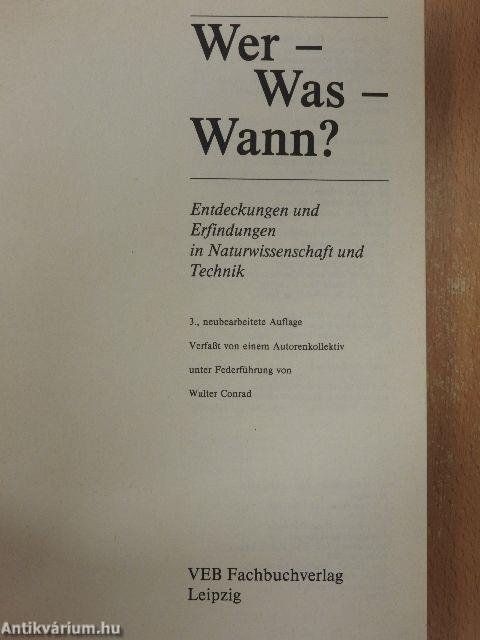 Wer –
Was –
Wann?
Entdeckungen und
Erfindungen
in Naturwissenschaft und
Technik
3., neubearbeitete Auflage
Verfaßt von einem Autorenkollektiv
unter Federführung von
Walter Conrad
VEB Fachbuchverlag
Leipzig
Antikvárium.hu